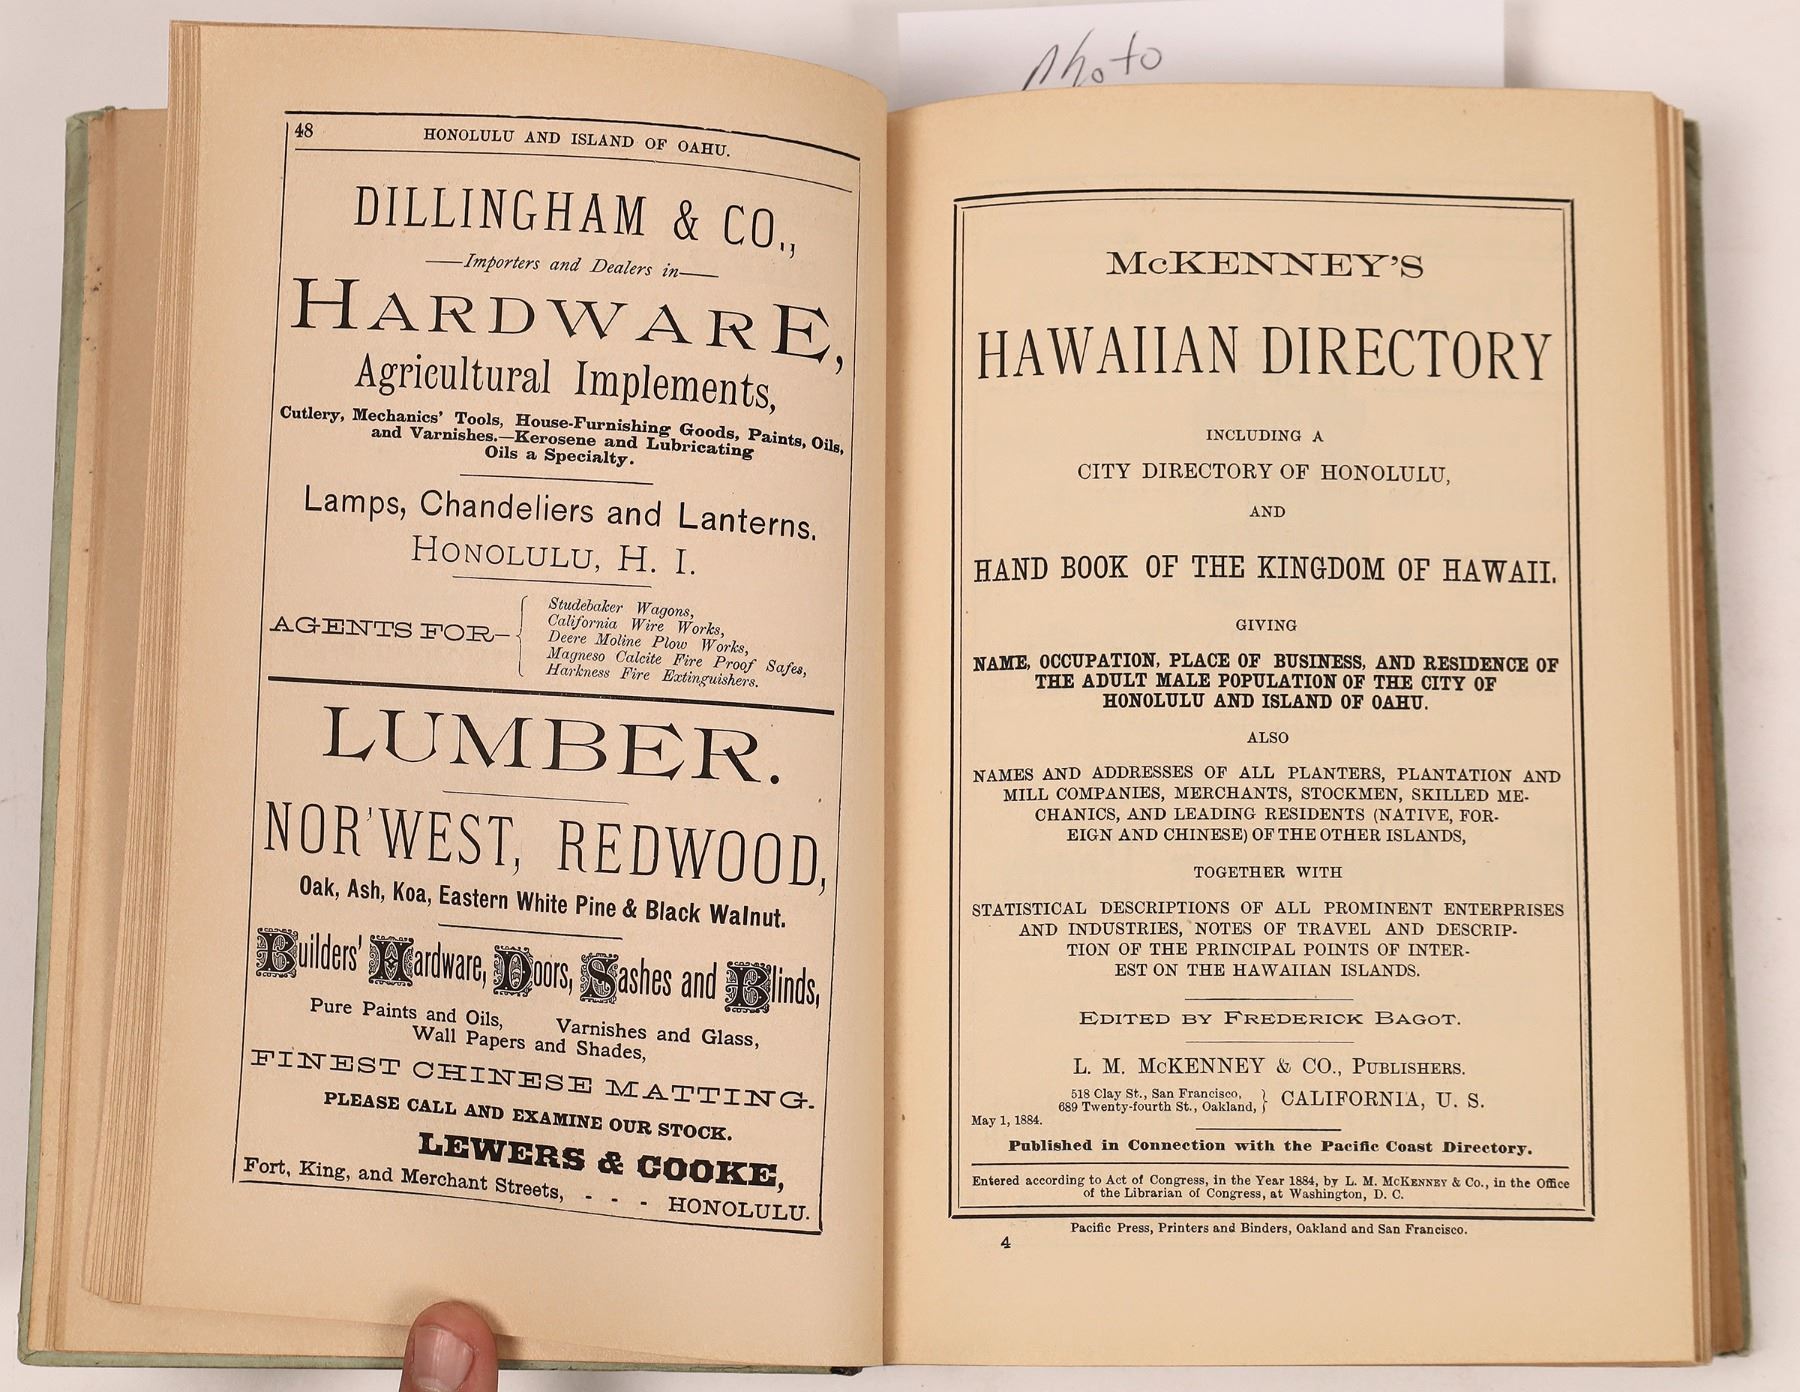 photo
48
HONOLULU AND ISLAND OF OAHU.
DILLINGHAM & CO.,
—Importers and Dealers in—
HARDWARE,
Agricultural Implements,
Cutlery, Mechanics' Tools, House-Furnishing Goods, Paints, Oils,
and Varnishes.—Kerosene and Lubricating
Oils a Specialty.
Lamps, Chandeliers and Lanterns.
HONOLULU, H. I.
AGENTS FOR—
Studebaker Wagons,
California Wire Works,
Deere Moline Plow Works,
Magneso Calcite Fire Proof Safes,
Harkness Fire Extinguishers.
LUMBER.
NOR'WEST, REDWOOD,
Oak, Ash, Koa, Eastern White Pine & Black Walnut.
Builders' Hardware, Doors, Sashes and Blinds,
Pure Paints and Oils, Varnishes and Glass,
Wall Papers and Shades,
FINEST CHINESE MATTING.
PLEASE CALL AND EXAMINE OUR STOCK.
LEWERS & COOKE,
Fort, King, and Merchant Streets, - - - HONOLULU.
McKENNEY'S
HAWAIIAN DIRECTORY
INCLUDING A
CITY DIRECTORY OF HONOLULU,
AND
HAND BOOK OF THE KINGDOM OF HAWAII.
GIVING
NAME, OCCUPATION, PLACE OF BUSINESS, AND RESIDENCE OF
THE ADULT MALE POPULATION OF THE CITY OF
HONOLULU AND ISLAND OF OAHU.
ALSO
NAMES AND ADDRESSES OF ALL PLANTERS, PLANTATION AND
MILL COMPANIES, MERCHANTS, STOCKMEN, SKILLED ME-
CHANICS, AND LEADING RESIDENTS (NATIVE, FOR-
EIGN AND CHINESE) OF THE OTHER ISLANDS,
TOGETHER WITH
STATISTICAL DESCRIPTIONS OF ALL PROMINENT ENTERPRISES
AND INDUSTRIES, NOTES OF TRAVEL AND DESCRIP-
TION OF THE PRINCIPAL POINTS OF INTER-
EST ON THE HAWAIIAN ISLANDS.
EDITED BY FREDERICK BAGOT.
L. M. McKENNEY & CO., PUBLISHERS.
518 Clay St., San Francisco,
689 Twenty-fourth St., Oakland,
CALIFORNIA, U. S.
May 1, 1884.
Published in Connection with the Pacific Coast Directory.
Entered according to Act of Congress, in the Year 1884, by L. M. MCKENNEY & Co., in the Office
of the Librarian of Congress, at Washington, D. C.
Pacific Press, Printers and Binders, Oakland and San Francisco.
4